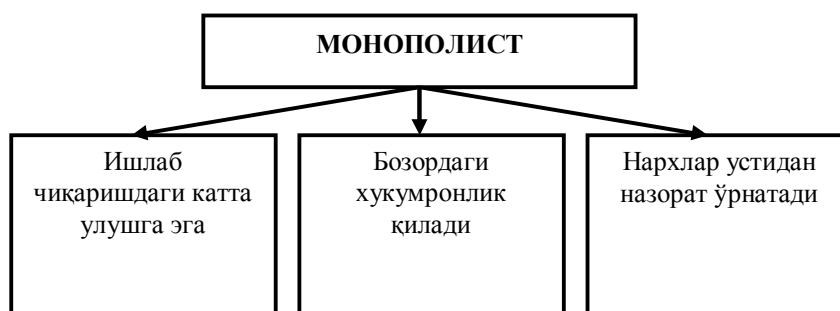 МОНОПОЛИСТ
Ишлаб
чиқаришдаги катта
улушга эга
Бозордаги
хукумронлик
қилади
Нархлар устидан
назорат ўрнатади